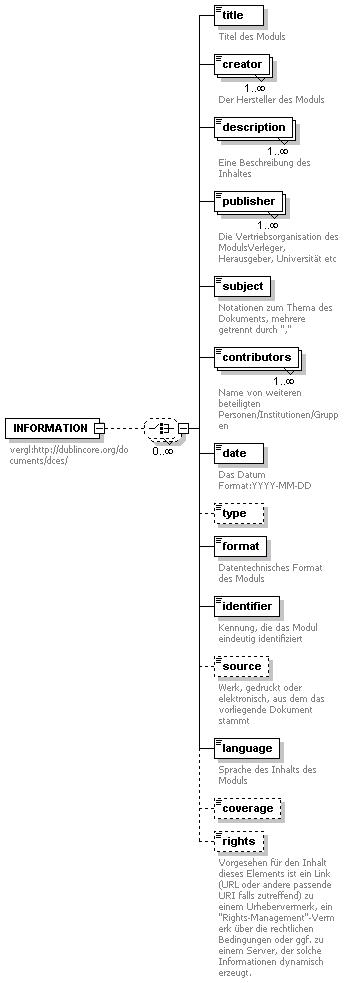 title
Titel des Moduls
creator
1..∞
Der Hersteller des Moduls
description
1..∞
Eine Beschreibung des
Inhaltes
publisher
1..∞
Die Vertriebsorganisation des
ModulsVerleger,
Herausgeber, Universität etc
subject
Notationen zum Thema des
Dokuments, mehrere
getrennt durch ","
contributors
1..∞
Name von weiteren
beteiligten
Personen/Institutionen/Grupp
en
INFORMATION
0..∞
vergl:http://dublincore.org/do
cuments/dces/
date
Das Datum
Format:YYYY-MM-DD
type
format
Datentechnisches Format
des Moduls
identifier
Kennung, die das Modul
eindeutig identifiziert
source
Werk, gedruckt oder
elektronisch, aus dem das
vorliegende Dokument
stammt
language
Sprache des Inhalts des
Moduls
coverage
rights
Vorgesehen für den Inhalt
dieses Elements ist ein Link
(URL oder andere passende
URI falls zutreffend) zu
einem Urhebervermerk, ein
"Rights-Management"-Verm
erk über die rechtlichen
Bedingungen oder ggf. zu
einem Server, der solche
Informationen dynamisch
erzeugt.